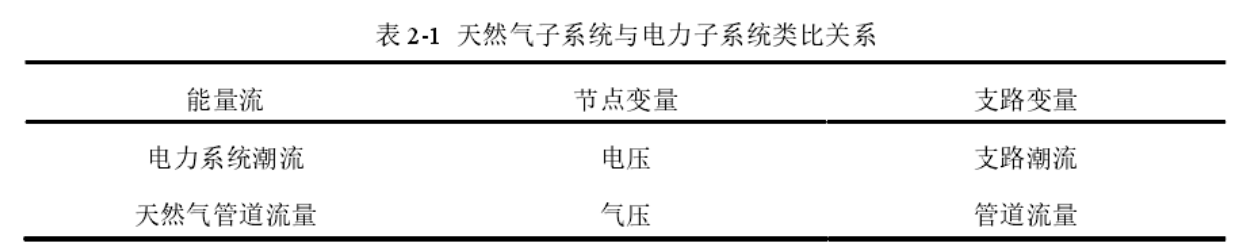 表 2-1 天然气子系统与电力子系统类比关系
能量流 节点变量 支路变量
电力系统潮流 电压 支路潮流
天然气管道流量 气压 管道流量